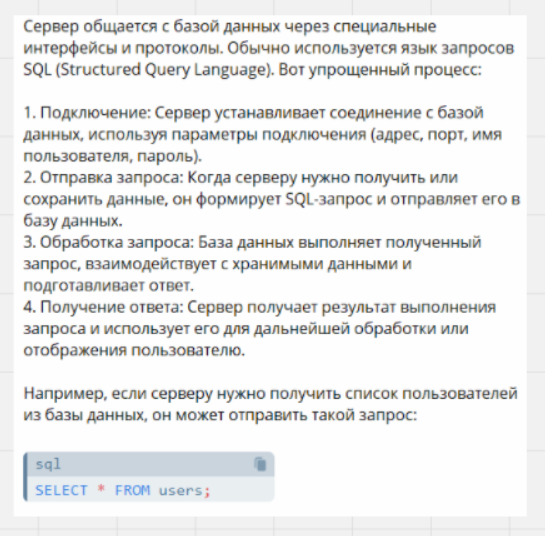 Сервер общается с базой данных через специальные
интерфейсы и протоколы. Обычно используется язык запросов
SQL (Structured Query Language). Вот упрощенный процесс:
1. Подключение: Сервер устанавливает соединение с базой
данных, используя параметры подключения (адрес, порт, имя
пользователя, пароль).
2. Отправка запроса: Когда серверу нужно получить или
сохранить данные, он формирует SQL-запрос и отправляет его в
базу данных.
3. Обработка запроса: База данных выполняет полученный
запрос, взаимодействует с хранимыми данными и
подготавливает ответ.
4. Получение ответа: Сервер получает результат выполнения
запроса и использует его для дальнейшей обработки или
отображения пользователю.
Например, если серверу нужно получить список пользователей
из базы данных, он может отправить такой запрос:
sql
SELECT * FROM users;